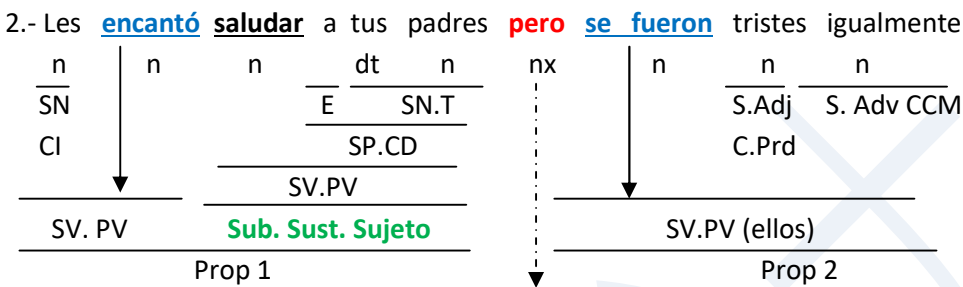 2.- Les encantó saludar a tus padres pero se fueron tristes igualmente
n n n dt n nx n n n
SN E SN.T S.Adj S. Adv CCM
CI SP.CD C.Prd
SV.PV
SV. PV Sub. Sust. Sujeto SV.PV (ellos)
Prop 1 Prop 2